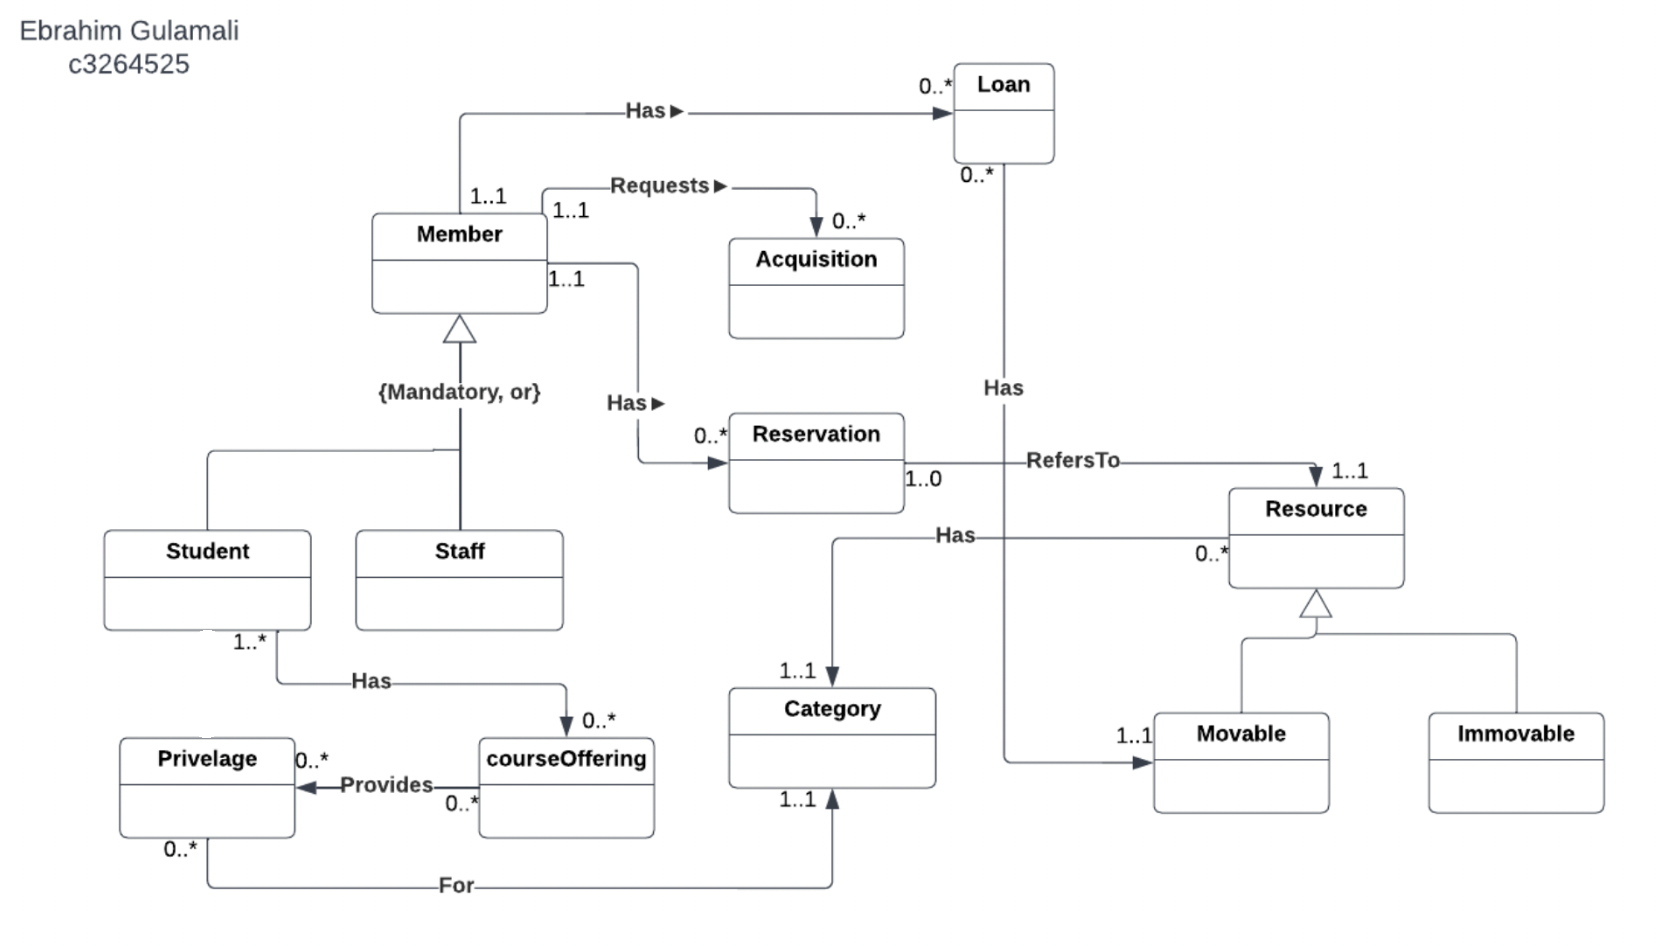 Ebrahim Gulamali
c3264525
0..*
Loan
Has ►
0..*
1..1
Requests ►
1..1
0..*
Member
Acquisition
1..1
{Mandatory, or}
Has
Has ►
0..*
Reservation
RefersTo
1..1
1..0
Resource
Has
0..*
Student
Staff
1..*
Has
1..1
0..*
Category
1..1
Movable
Immovable
Privelage
0..*
courseOffering
Provides
0..*
1..1
0..*
For